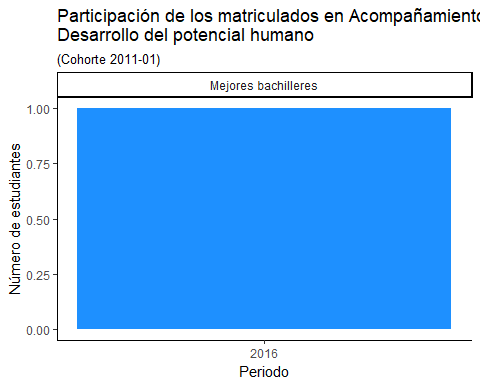 Participación de los matriculados en Acompañamiento
Desarrollo del potencial humano
(Cohorte 2011-01)
Mejores bachilleres
1.00
0.75
0.50
0.25
0.00
Número de estudiantes
2016
Periodo